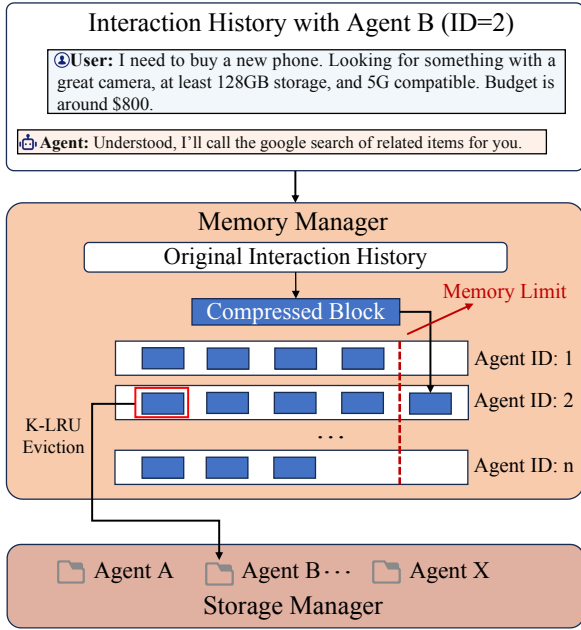 Interaction History with Agent B (ID=2)
User: I need to buy a new phone. Looking for something with a
great camera, at least 128GB storage, and 5G compatible. Budget
is around $800.
Agent: Understood, I'll call the google search of related items for you.
Memory Manager
Original Interaction History
Memory Limit
Compressed Block
Agent ID: 1
Agent ID: 2
K-LRU
Eviction
...
Agent ID: n
Agent A
Agent B...
Agent X
Storage Manager